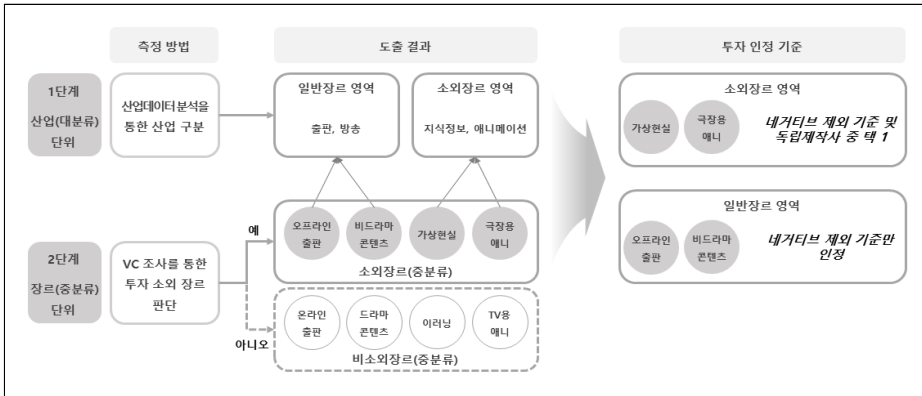 측정 방법
도출 결과
투자 인정 기준
1단계
산업(대분류)
단위
산업데이터 분석을
통한 산업 구분
일반장르 영역
출판, 방송
소외장르 영역
지식정보, 애니메이션
소외장르 영역
가상현실
극장용
애니
네거티브 제외 기준 및
독립제작사 중 택 1
2단계
장르(중분류)
단위
VC 조사를 통한
투자 소외 장르
판단
예
아니오
오프라인
출판
비드라마
콘텐츠
가상현실
극장용
애니
소외장르(중분류)
온라인
출판
드라마
콘텐츠
이러닝
TV용
애니
비소외장르(중분류)
일반장르 영역
오프라인
출판
비드라마
콘텐츠
네거티브 제외 기준만
인정